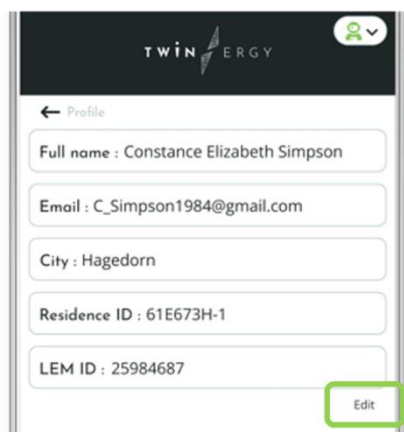 TWiN ERGY
Profile
Full name : Constance Elizabeth Simpson
Email : C_Simpson1984@gmail.com
City : Hagedorn
Residence ID : 61E673H-1
LEM ID : 25984687
Edit